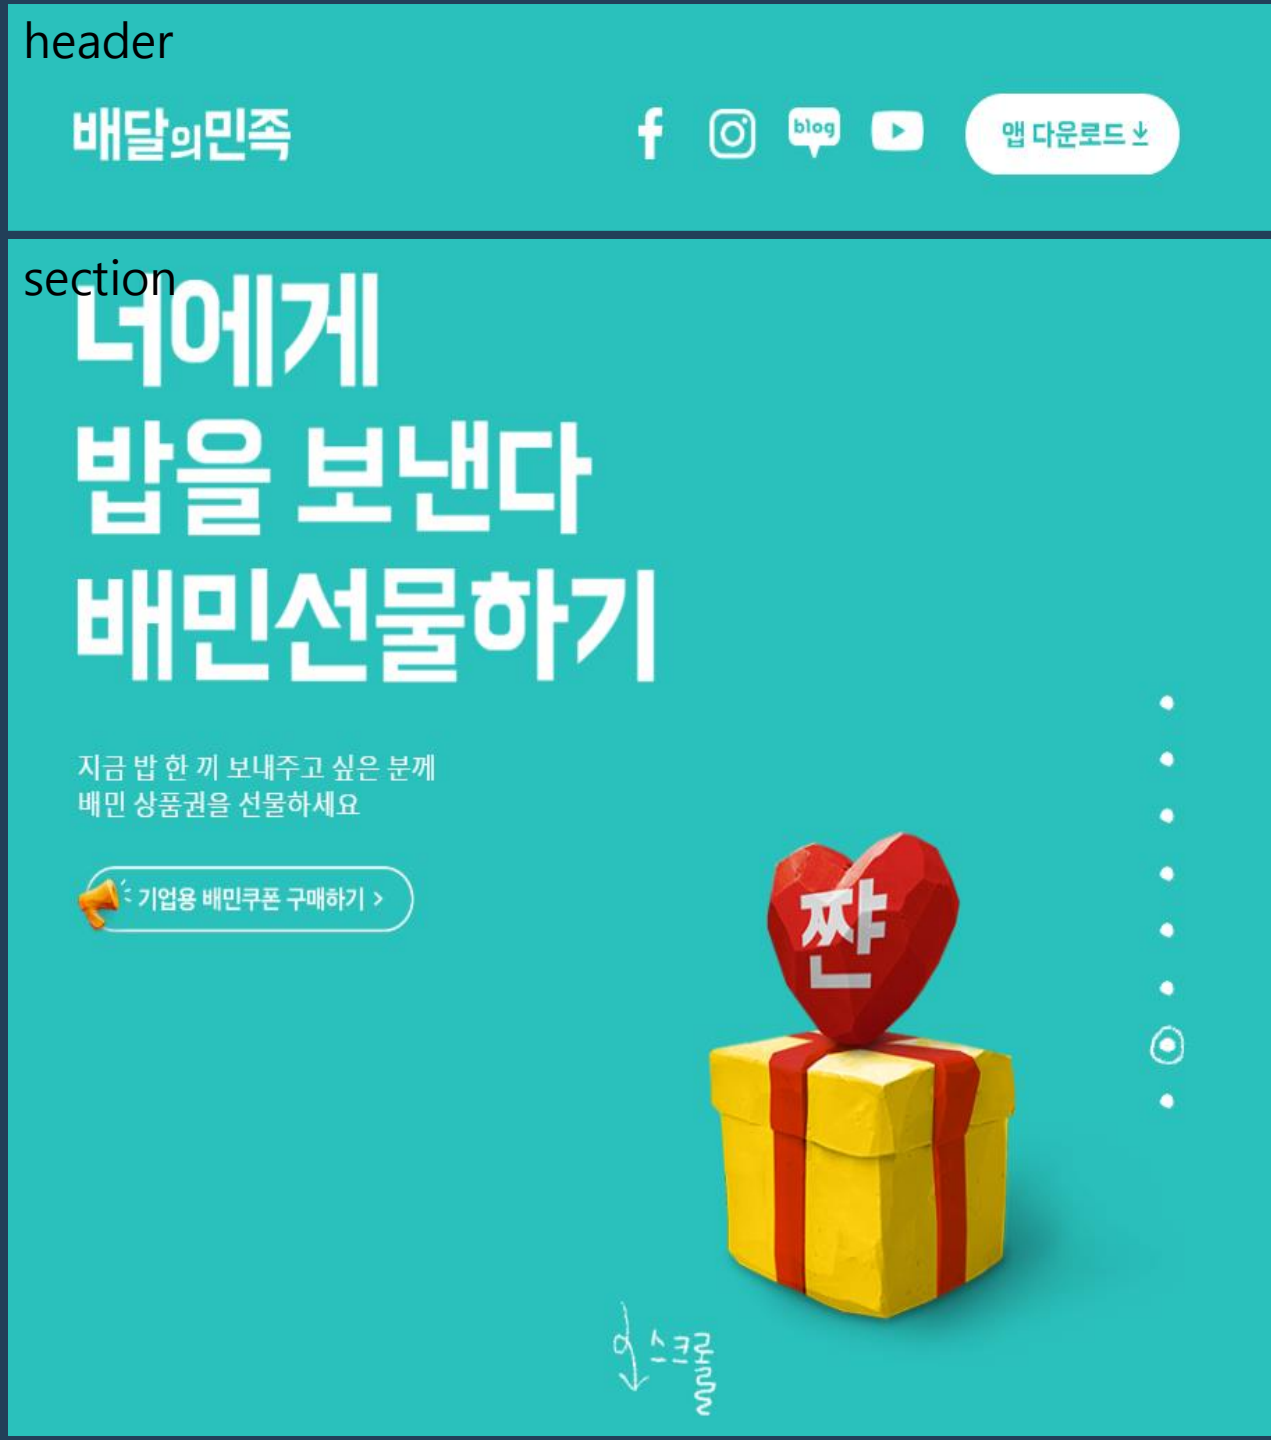 header
배달의민족
blog
앱 다운로드
section
너에게
밥을 보낸다
배민선물하기
지금 밥 한 끼 보내주고 싶은 분께
배민 상품권을 선물하세요
기업용 배민쿠폰 구매하기 >
짠
스크롤